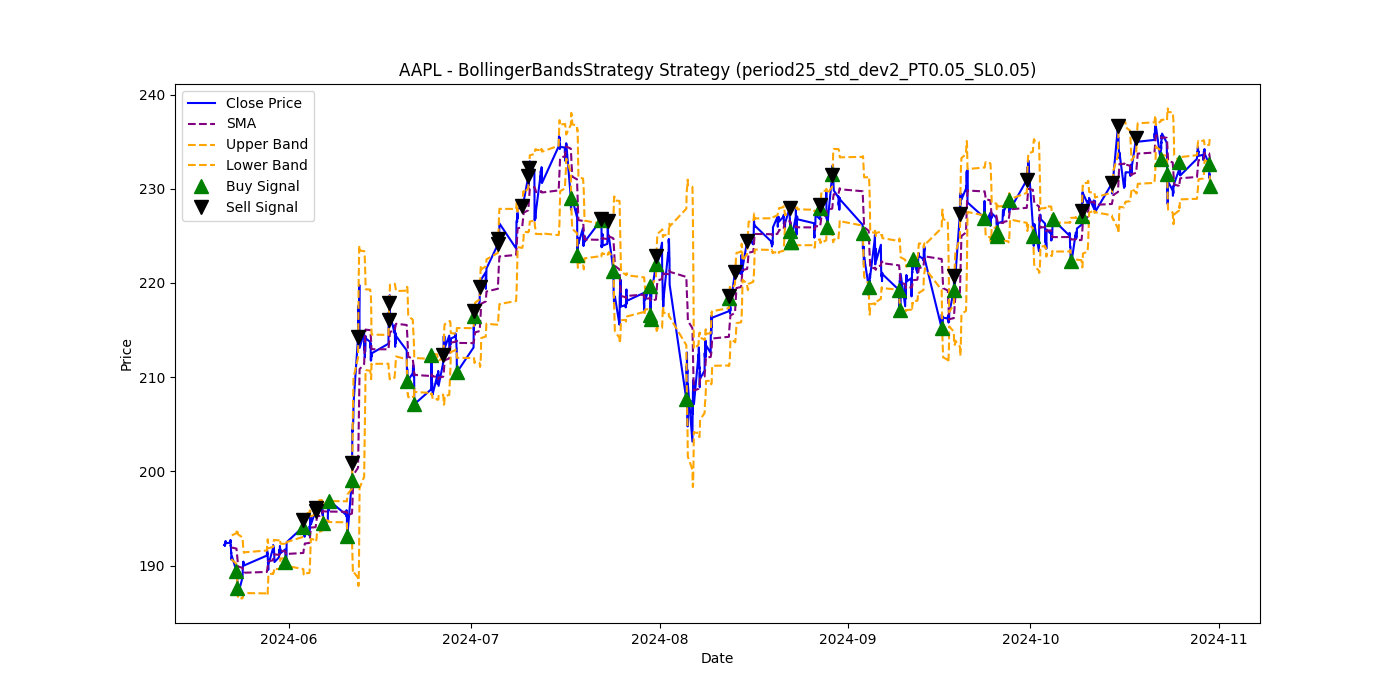 AAPL - BollingerBandsStrategy Strategy (period25_std_dev2_PT0.05_SL0.05)
Close Price
SMA
Upper Band
Lower Band
Buy Signal
Sell Signal
Price
240
230
220
210
200
190
2024-06 2024-07 2024-08 2024-09 2024-10 2024-11
Date